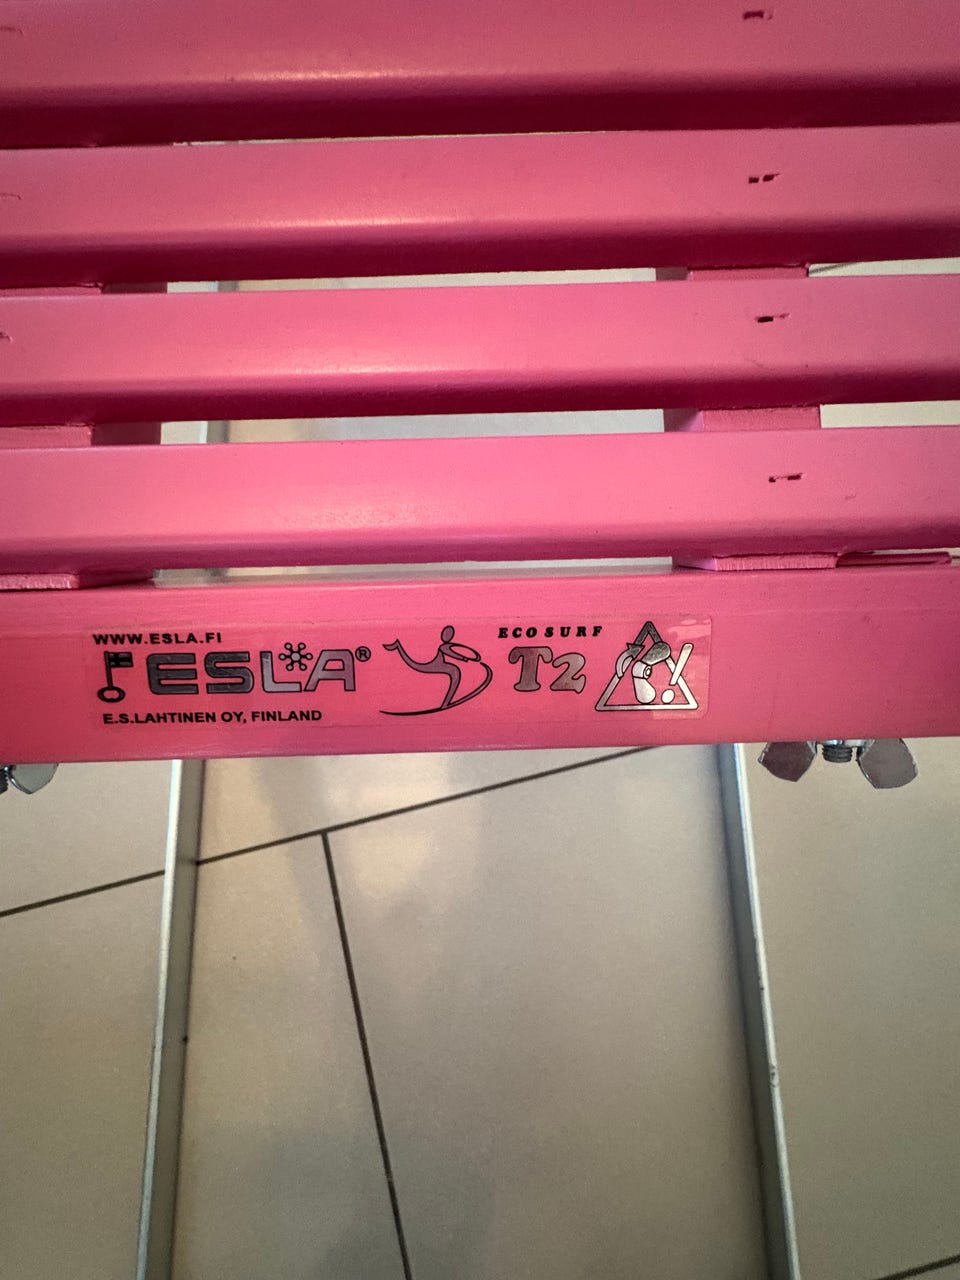 WWW.ESLA.FI
ESLA®
E.S.LAHTINEN OY, FINLAND
ECO SURF
T2